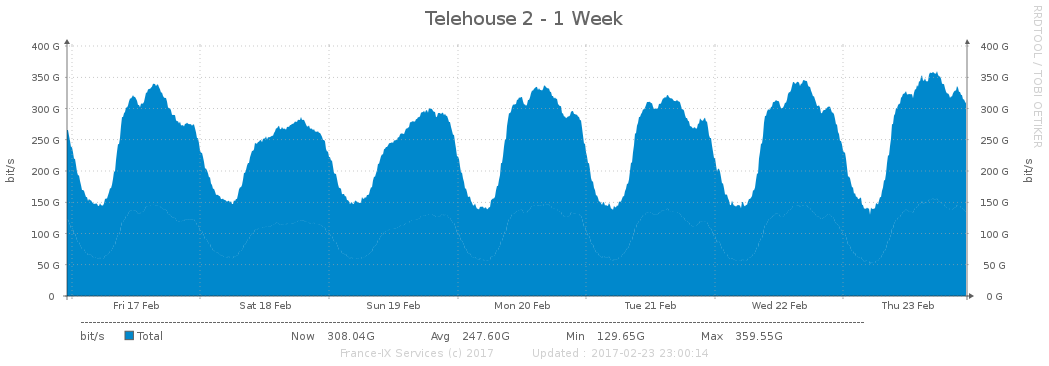 Telehouse 2 - 1 Week
RRDTOOL / TOBI OETIKER
400 G 400 G
350 G 350 G
300 G 300 G
250 G 250 G
200 G 200 G
150 G 150 G
100 G 100 G
50 G 50 G
0 0 G
bit/s bit/s
Fri 17 Feb Sat 18 Feb Sun 19 Feb Mon 20 Feb Tue 21 Feb Wed 22 Feb Thu 23 Feb
bit/s Total Now 308.04G Avg 247.60G Min 129.65G Max 359.55G
France-IX Services (c) 2017 Updated : 2017-02-23 23:00:14